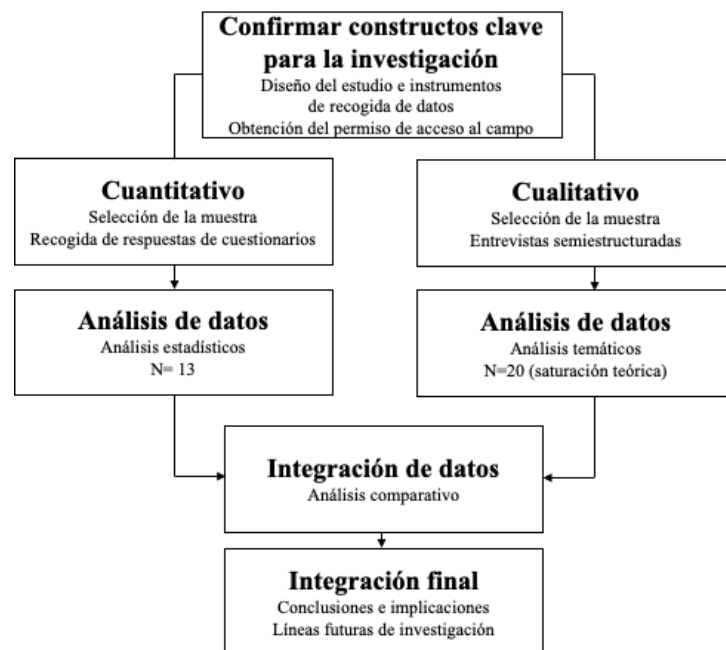 Confirmar constructos clave
para la investigación
Diseño del estudio e instrumentos
de recogida de datos
Obtención del permiso de acceso al campo
Cuantitativo
Selección de la muestra
Recogida de respuestas de cuestionarios
Cualitativo
Selección de la muestra
Entrevistas semiestructuradas
Análisis de datos
Análisis estadísticos
N= 13
Análisis de datos
Análisis temáticos
N=20 (saturación teórica)
Integración de datos
Análisis comparativo
Integración final
Conclusiones e implicaciones
Líneas futuras de investigación